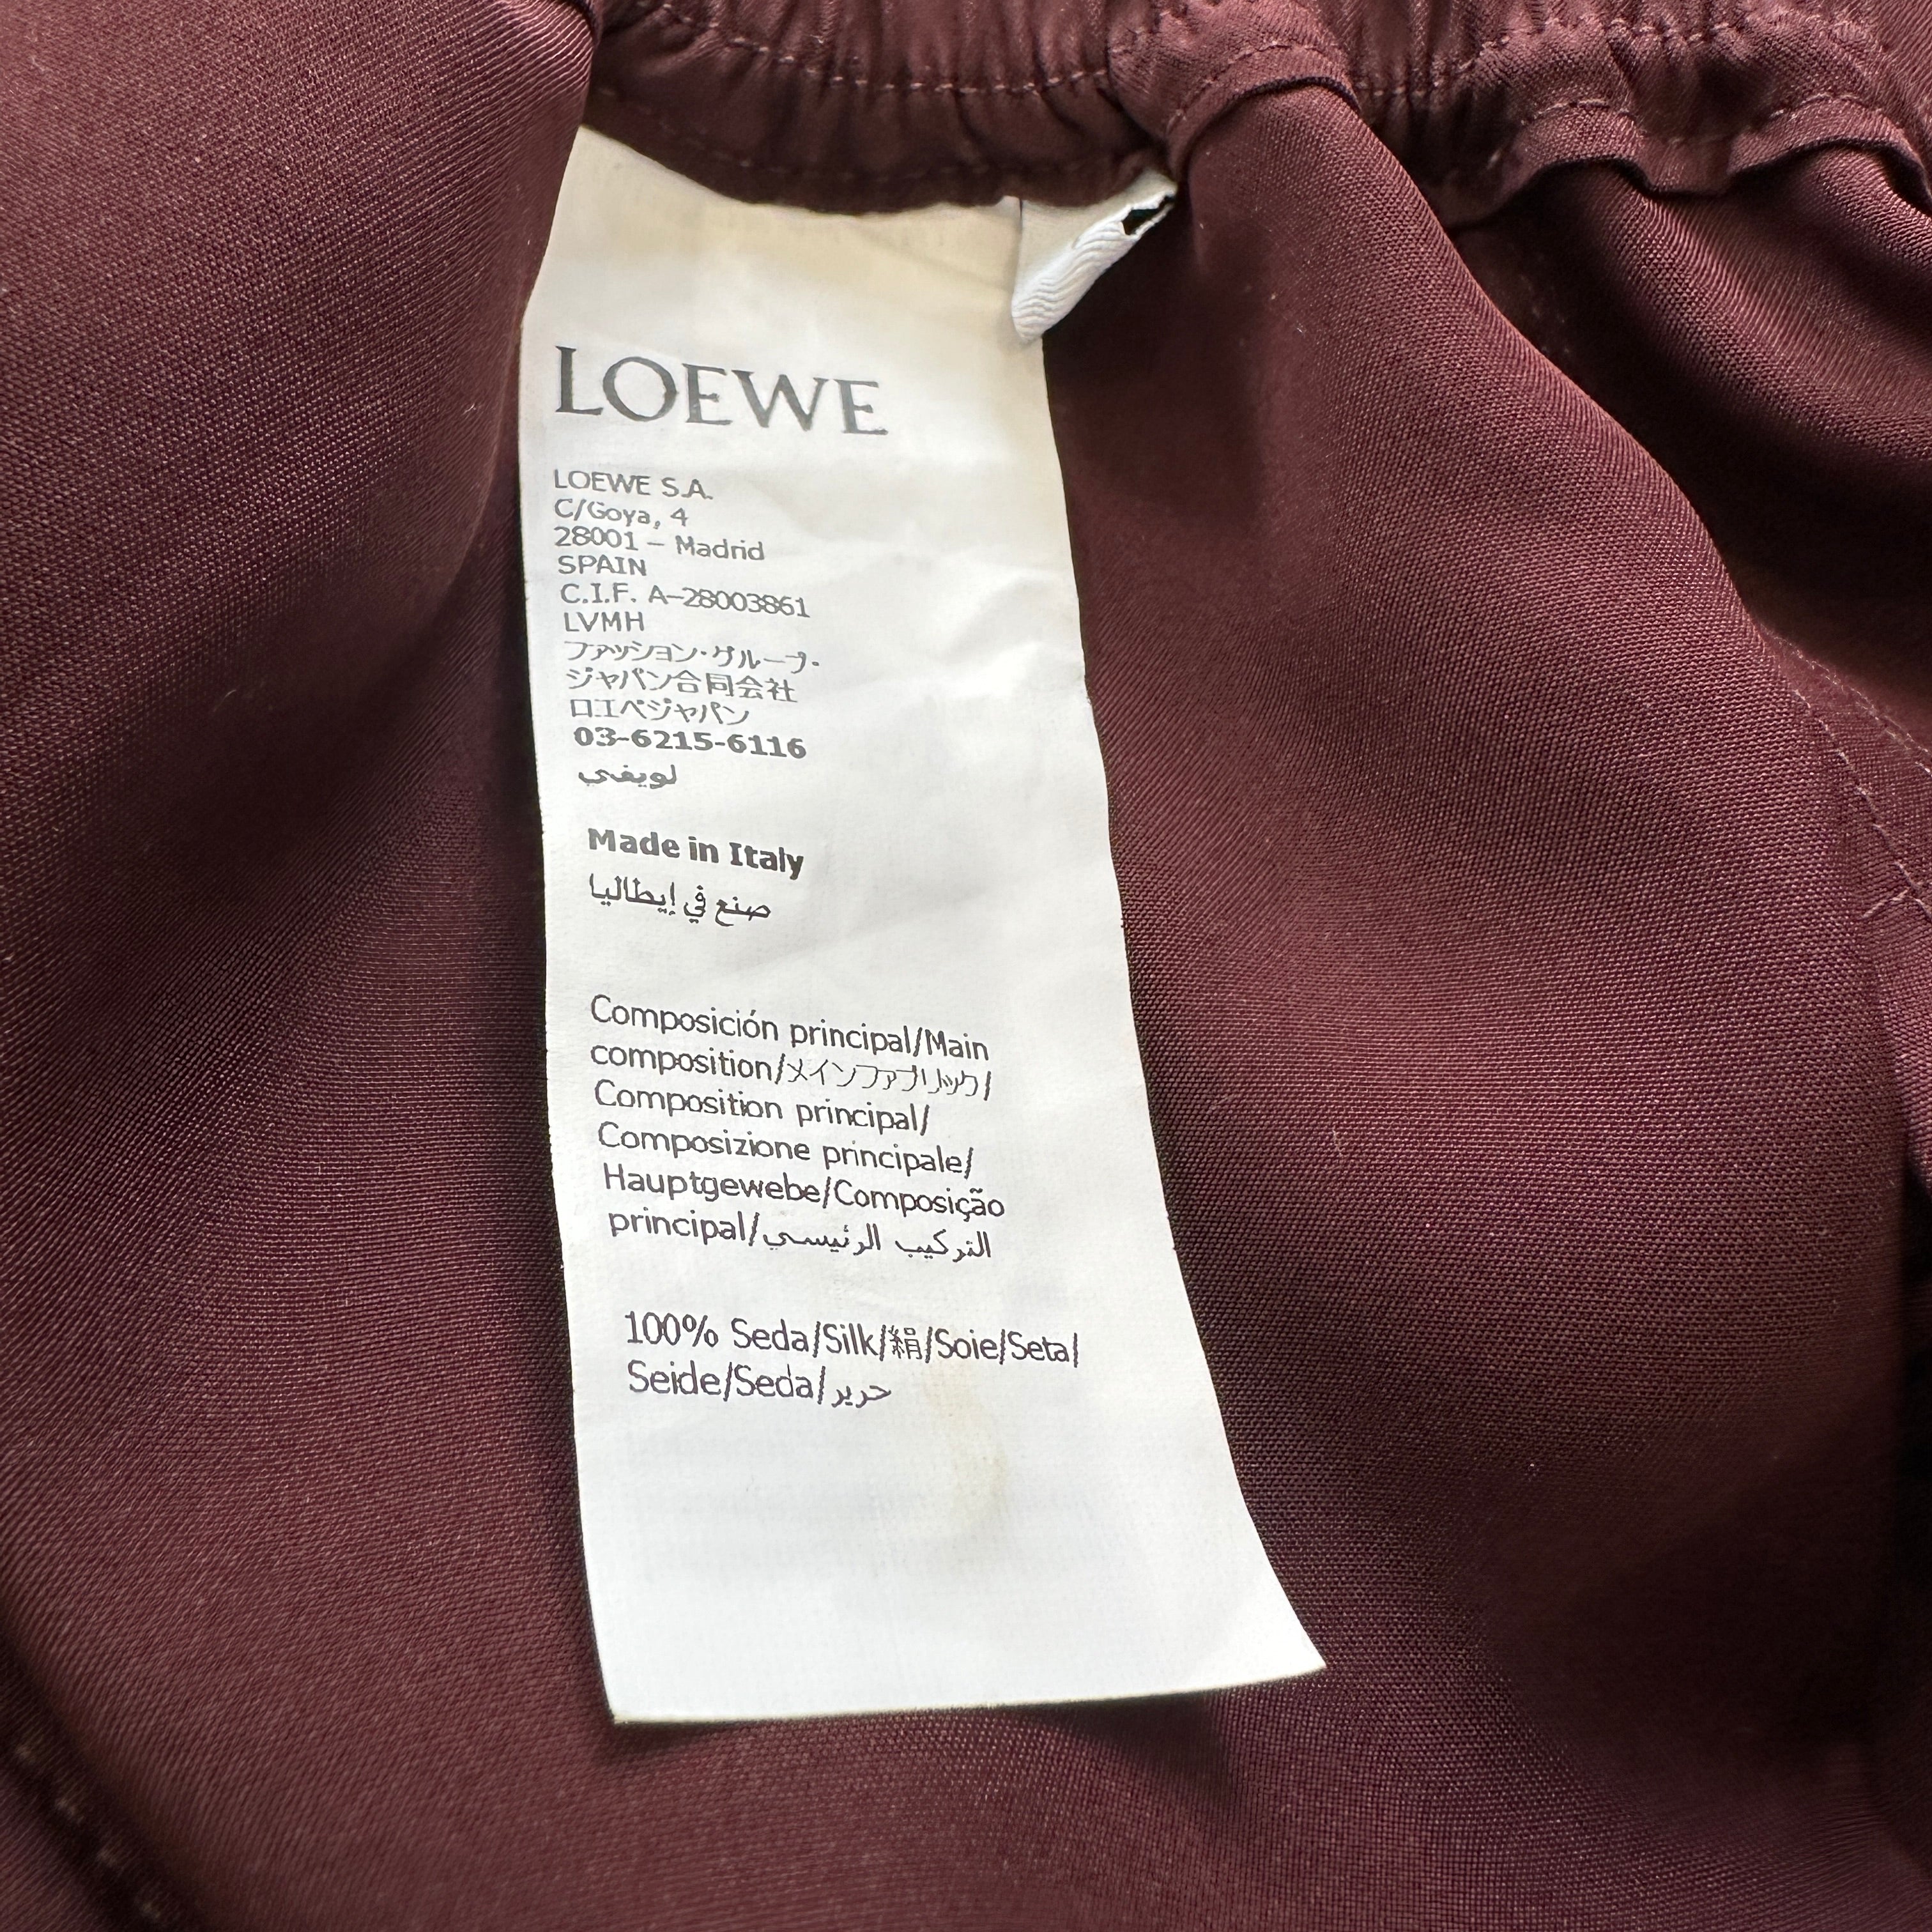 LOEWE
LOEWE S.A.
C/Goya, 4
28001 – Madrid
SPAIN
C.I.F. A-28003861
LVMH
ファッション・グループ・
ジャパン合同会社
ロエベジャパン
03-6215-6116
لويفي
Made in Italy
صنع في إيطاليا
Composición principal/Main
composition/メインファブリック/
Composition principal/
Composizione principale/
Hauptgewebe/Composição
principal/التركيب الرئيسي
100% Seda/Silk/絹/Soie/Seta/
Seide/Seda/حرير